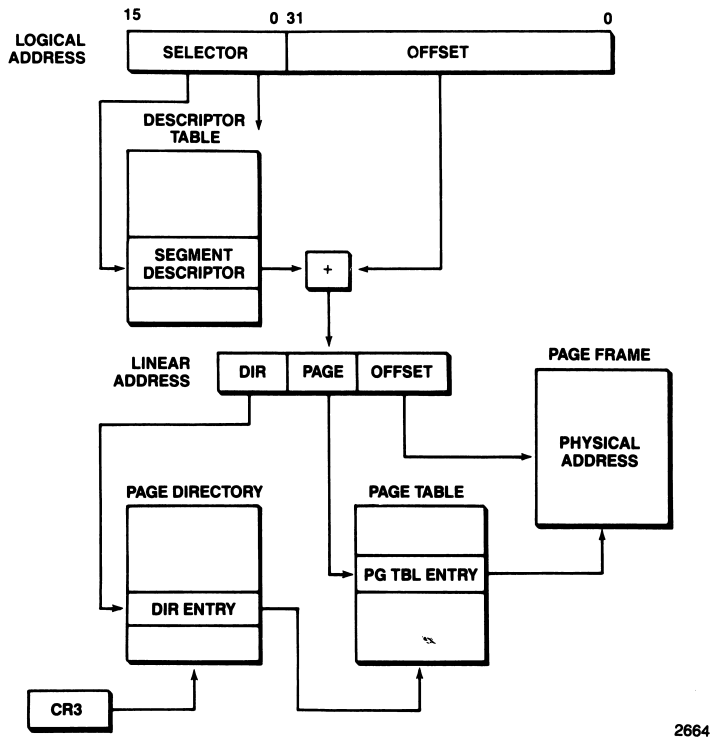 15 0 31 0
LOGICAL
ADDRESS
SELECTOR OFFSET
DESCRIPTOR
TABLE
SEGMENT
DESCRIPTOR
+
LINEAR
ADDRESS
DIR PAGE OFFSET
PAGE FRAME
PHYSICAL
ADDRESS
PAGE DIRECTORY
PAGE TABLE
PG TBL ENTRY
DIR ENTRY
CR3
2664